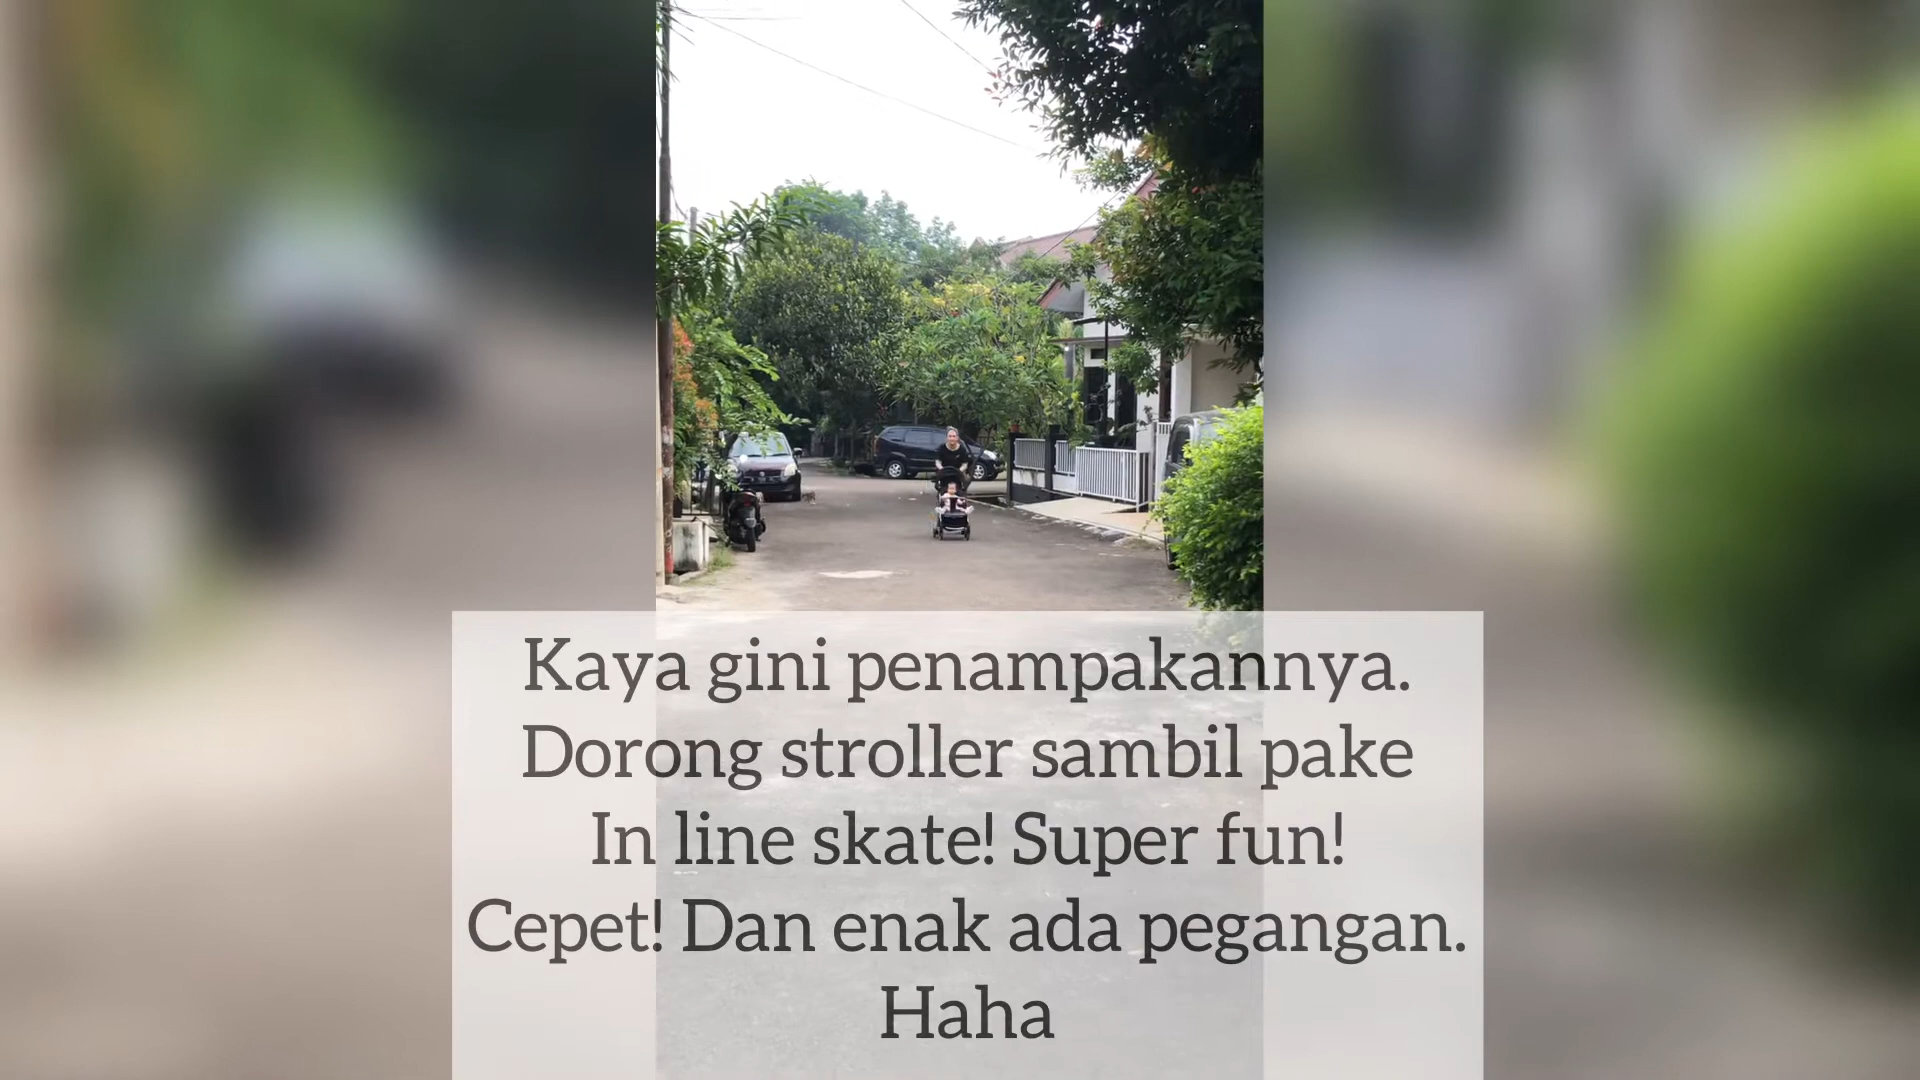 Kaya gini penampakannya.
Dorong stroller sambil pake
In line skate! Super fun!
Cepet! Dan enak ada pegangan.
Haha